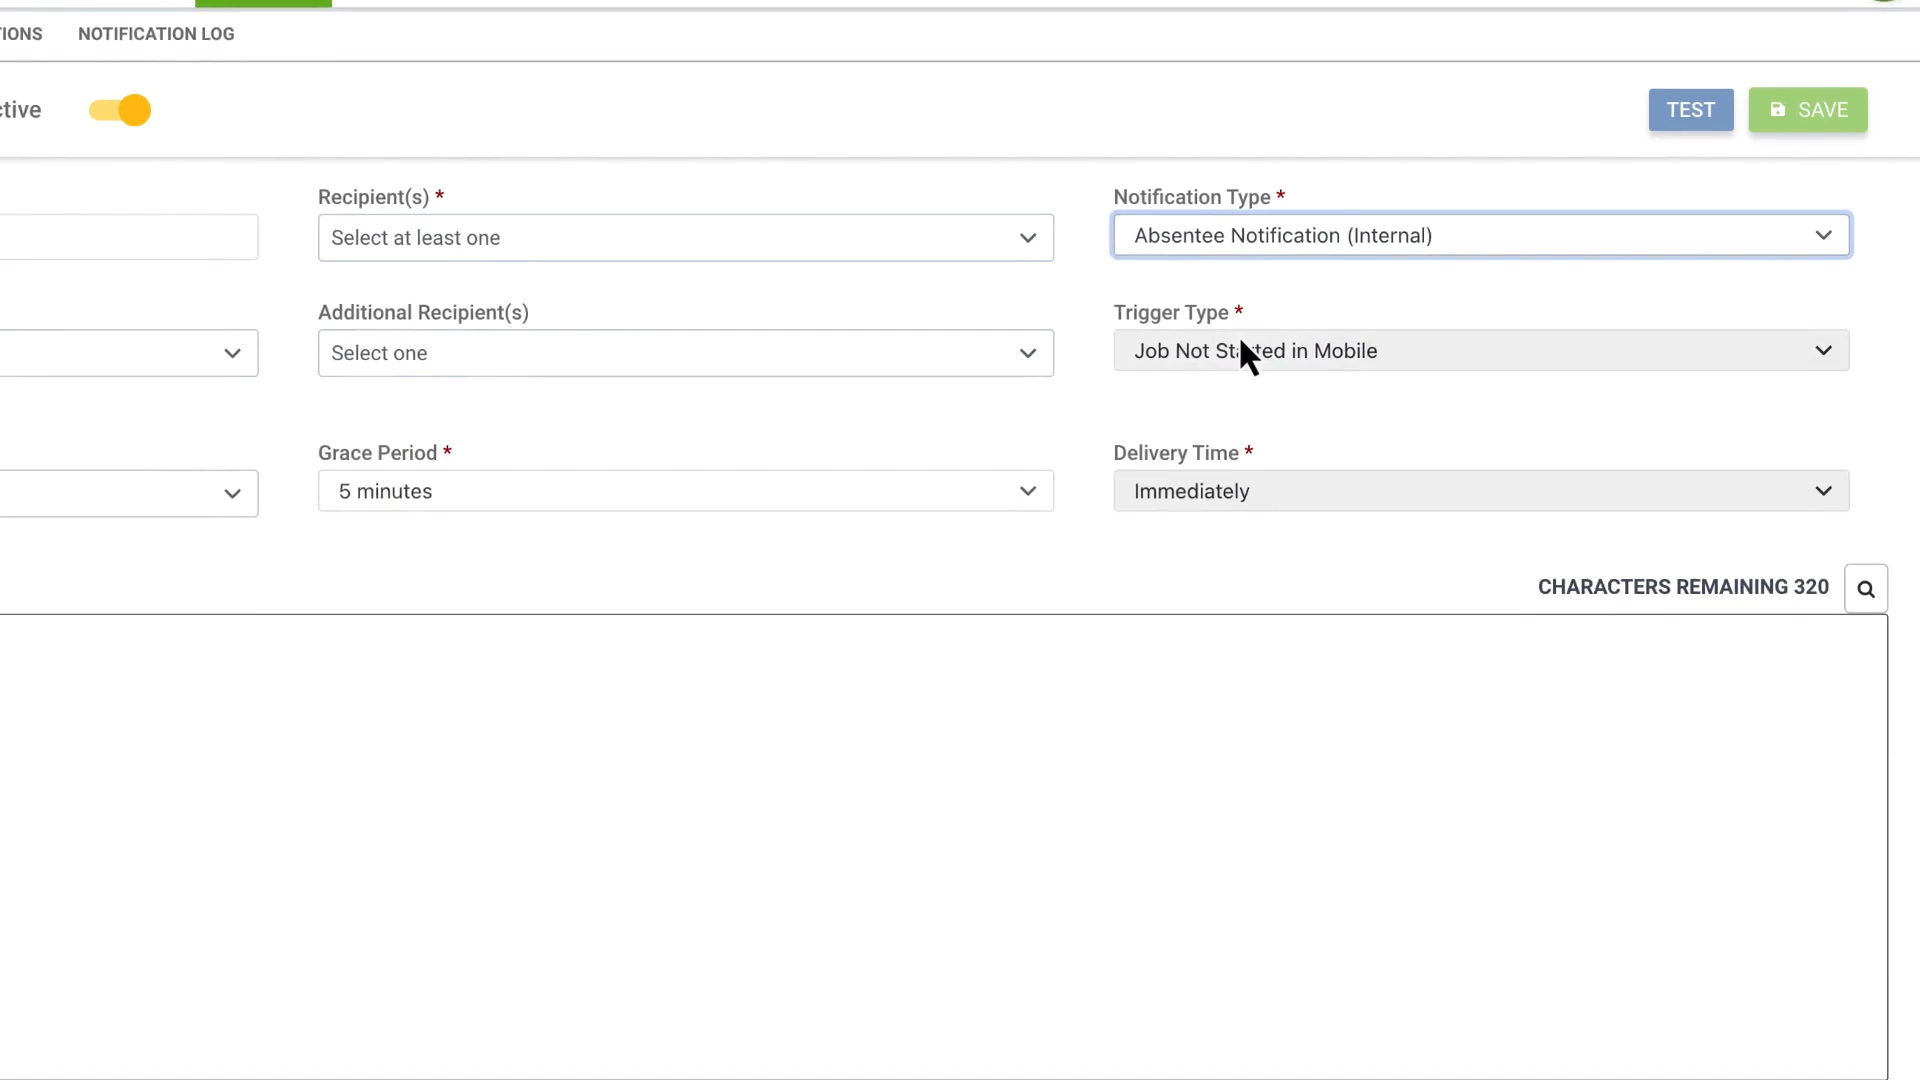 TIONS NOTIFICATION LOG
ctive
TEST SAVE
Recipient(s) * Notification Type *
Select at least one Absentee Notification (Internal)
Additional Recipient(s) Trigger Type *
Select one Job Not Started in Mobile
Grace Period * Delivery Time *
5 minutes Immediately
CHARACTERS REMAINING 320